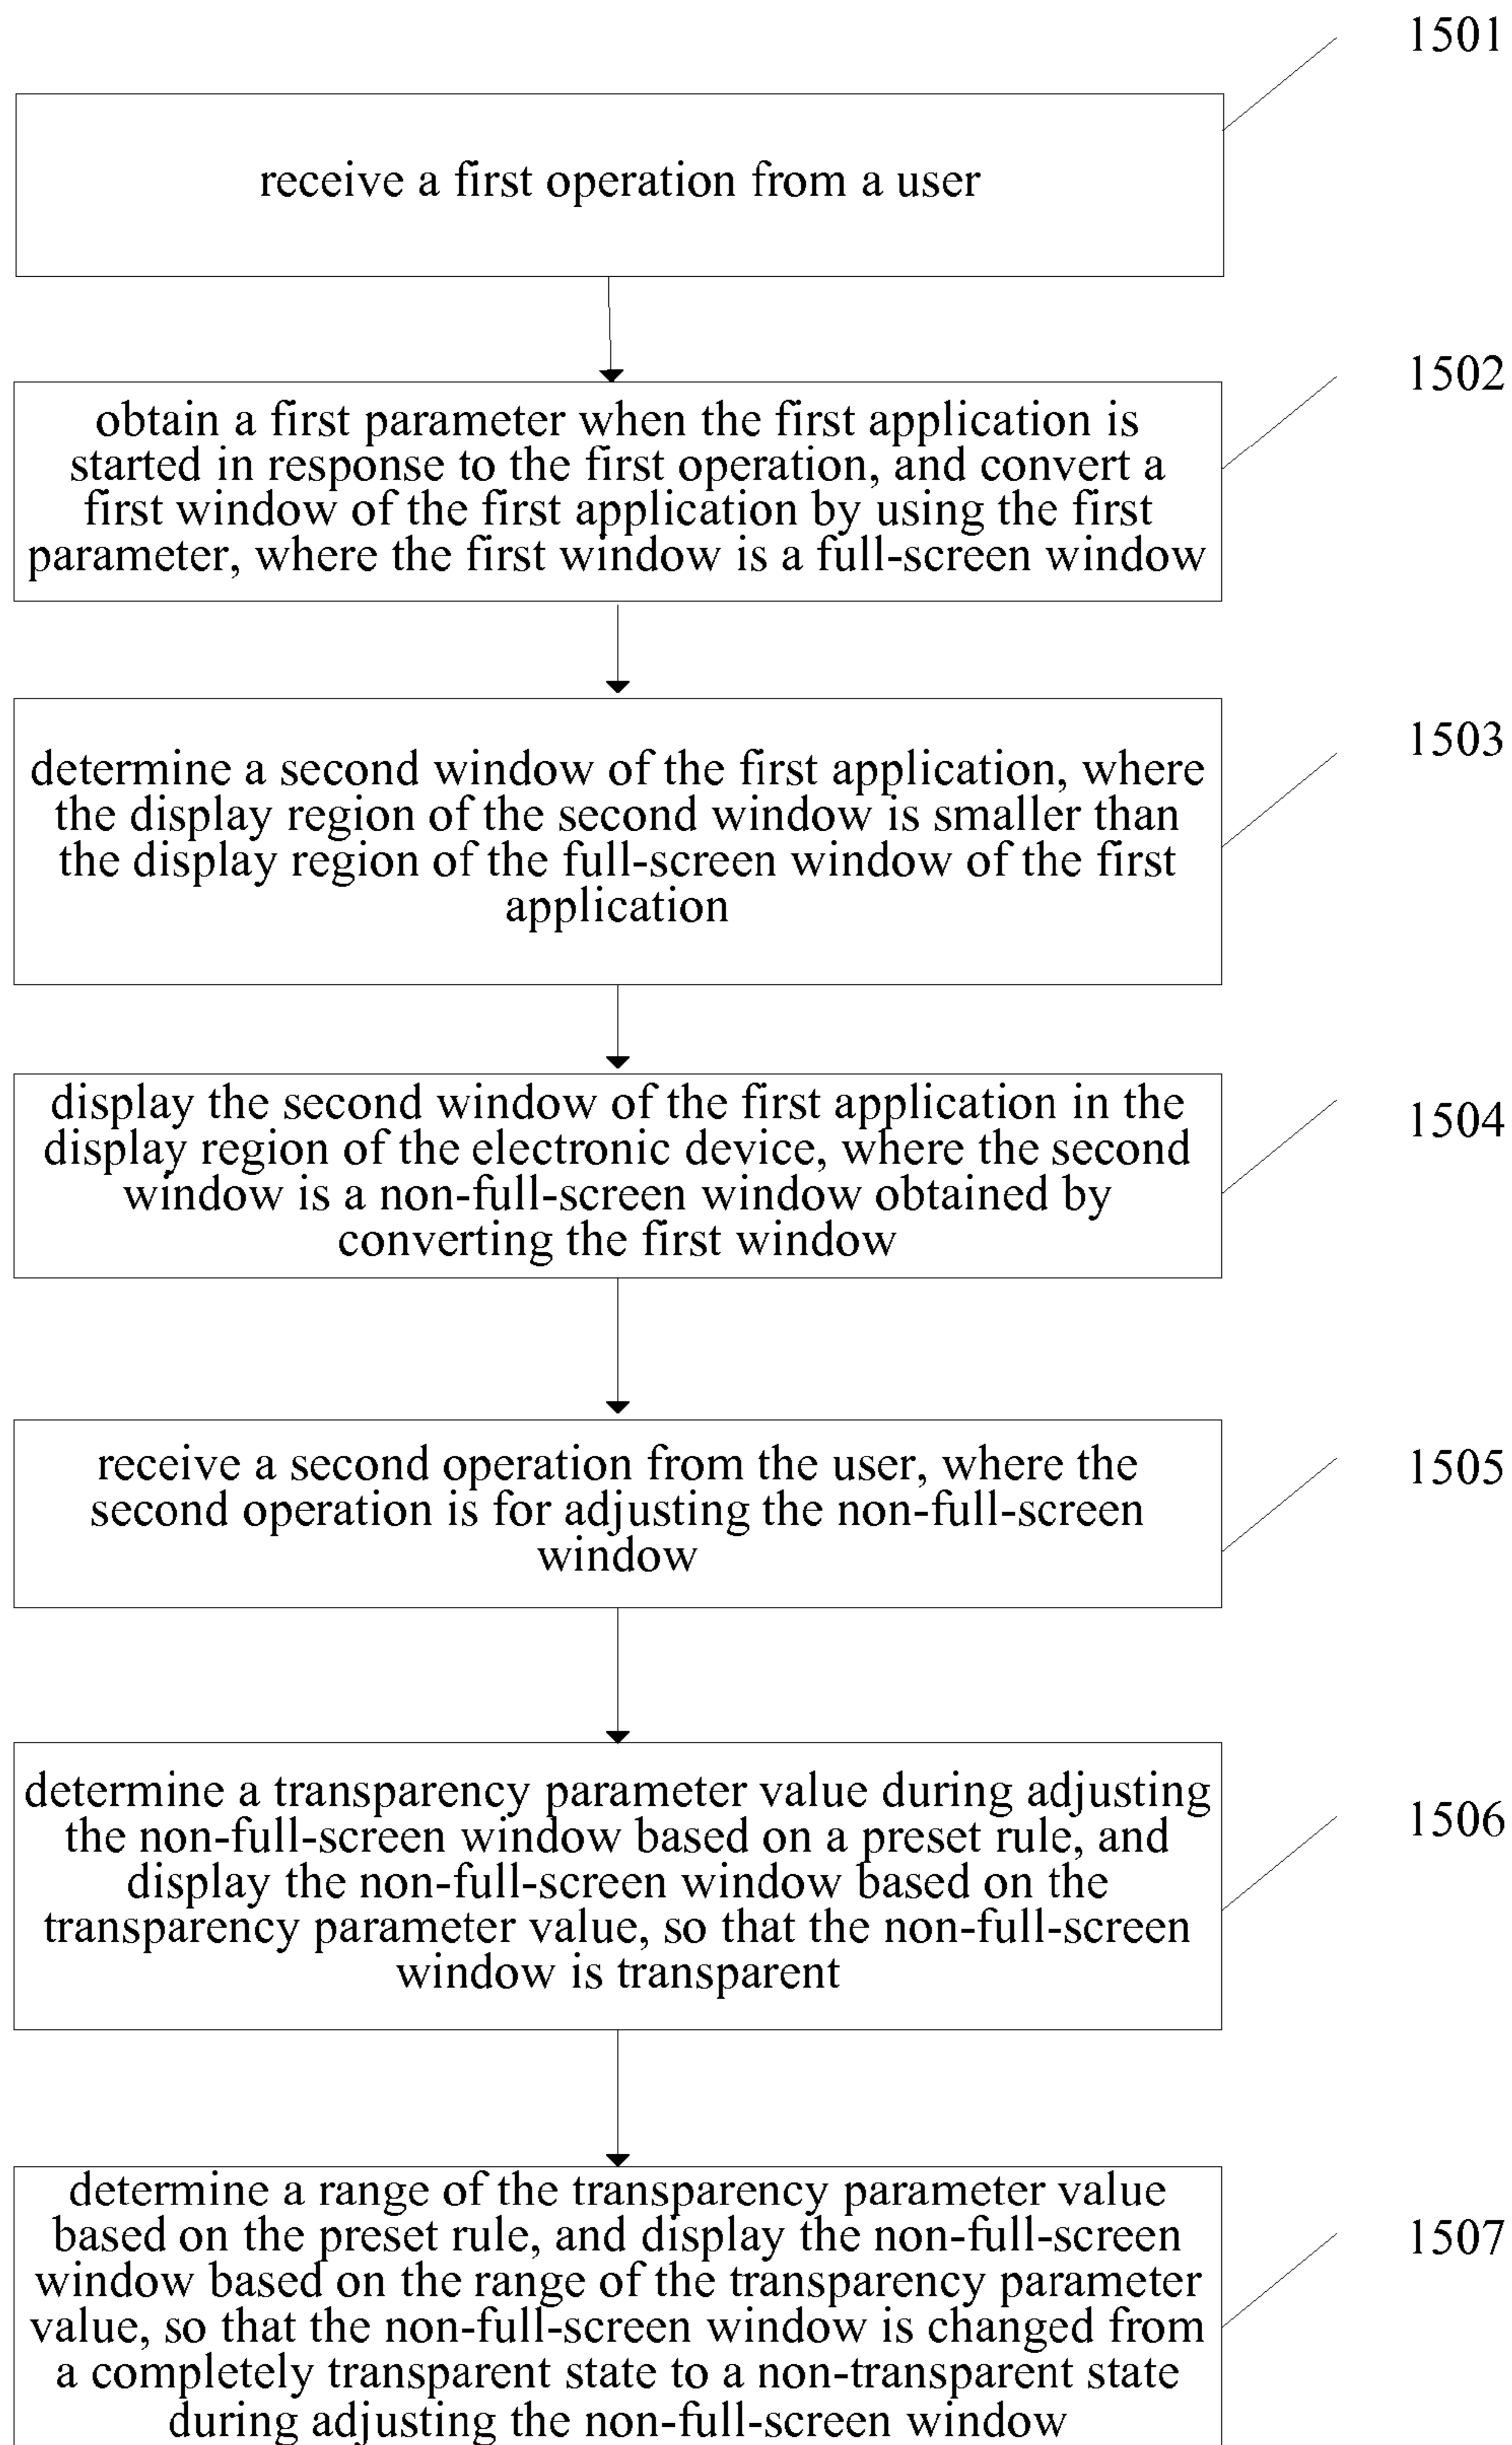 1501
receive a first operation from a user
1502
obtain a first parameter when the first application is
started in response to the first operation, and convert a
first window of the first application by using the first
parameter, where the first window is a full-screen window
1503
determine a second window of the first application, where
the display region of the second window is smaller than
the display region of the full-screen window of the first
application
1504
display the second window of the first application in the
display region of the electronic device, where the second
window is a non-full-screen window obtained by
converting the first window
1505
receive a second operation from the user, where the
second operation is for adjusting the non-full-screen
window
1506
determine a transparency parameter value during adjusting
the non-full-screen window based on a preset rule, and
display the non-full-screen window based on the
transparency parameter value, so that the non-full-screen
window is transparent
1507
determine a range of the transparency parameter value
based on the preset rule, and display the non-full-screen
window based on the range of the transparency parameter
value, so that the non-full-screen window is changed from
a completely transparent state to a non-transparent state
during adjusting the non-full-screen window